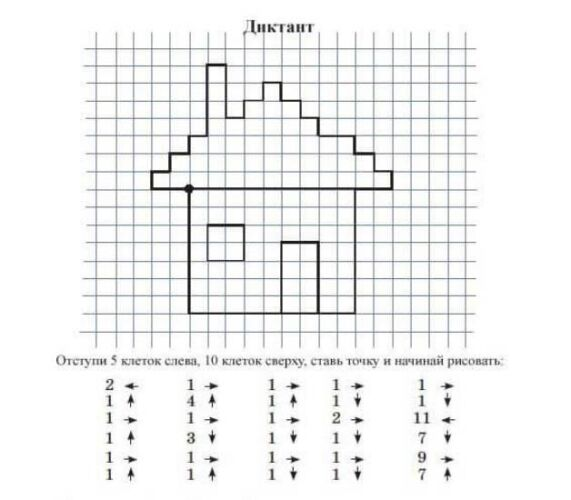 Диктант
Отступи 5 клеток слева, 10 клеток сверху, ставь точку и начинай рисовать:
2 ← 1 → 1 → 1 → 1 →
1 ↑ 4 ↑ 1 ↑ 1 ↓ 1 ↓
1 → 1 → 1 → 2 → 11 ←
1 ↑ 3 ↓ 1 ↓ 1 ↓ 7 ↓
1 → 1 → 1 → 1 → 9 →
1 ↑ 1 ↑ 1 ↓ 1 ↓ 7 ↑